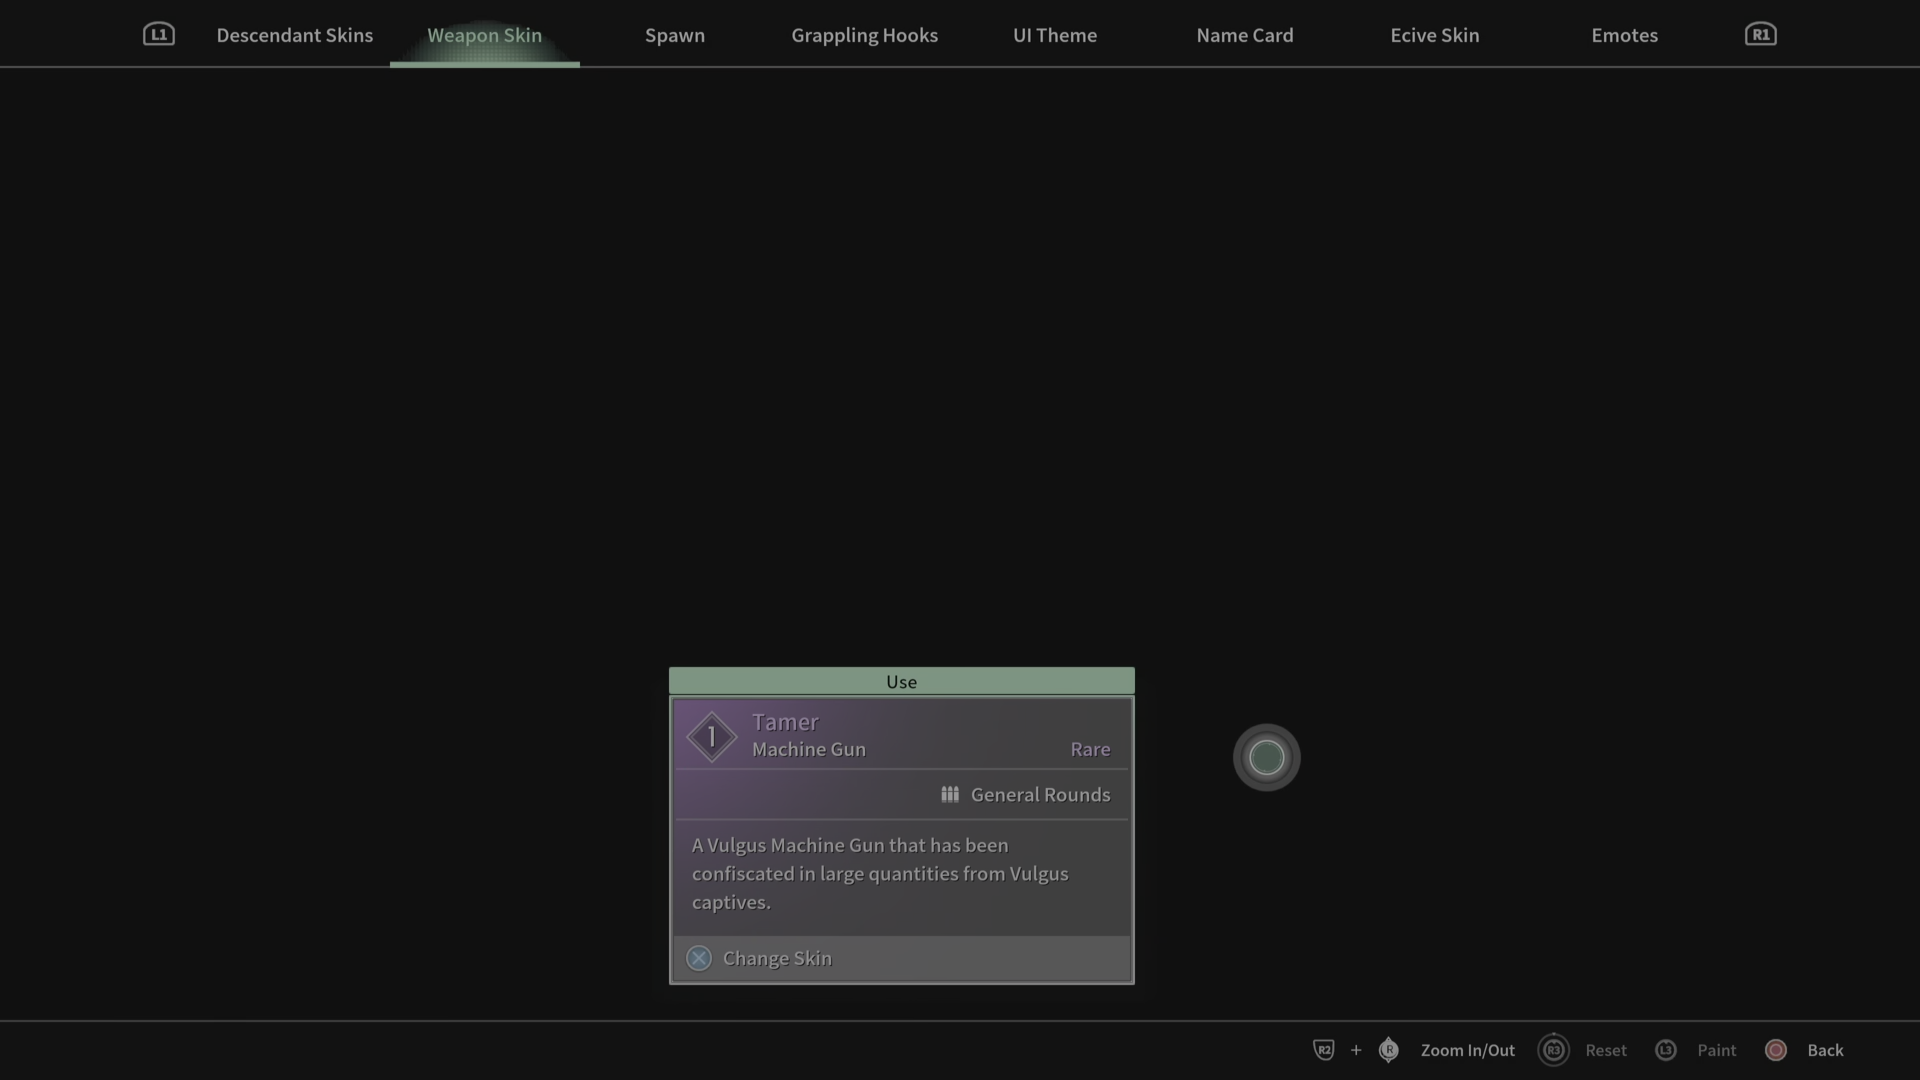 L1 Descendant Skins Weapon Skin Spawn Grappling Hooks UI Theme Name Card Ecive Skin Emotes R1
Use
1 Tamer
Machine Gun Rare
General Rounds
A Vulgus Machine Gun that has been
confiscated in large quantities from Vulgus
captives.
Change Skin
R2 + R Zoom In/Out R3 Reset L3 Paint Back